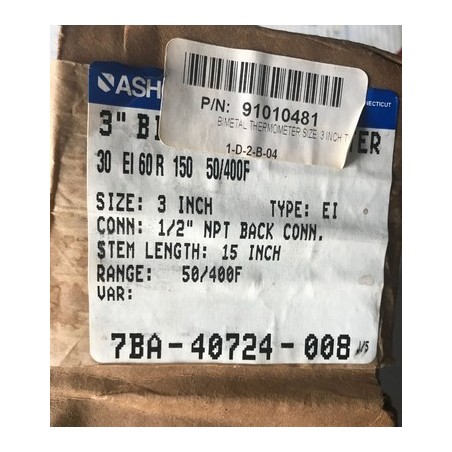 ASH
CONNECTICUT
P/N: 91010481
BIMETAL THERMOMETER SIZE: 3 INCH T
1-D-2-B-04
3" B
TER
30 EI 60 R 150 50/400F
SIZE: 3 INCH TYPE: EI
CONN: 1/2" NPT BACK CONN.
STEM LENGTH: 15 INCH
RANGE: 50/400F
VAR:
7BA-40724-008